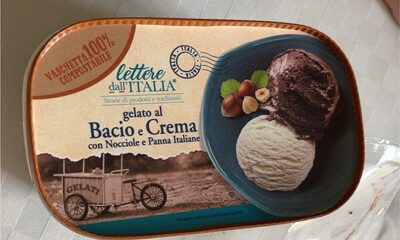 VASCHETTA 100%
COMPOSTABILE
lettere
dall'ITALIA®
Storie di prodotti e tradizioni
gelato al
Bacio e Crema
con Nocciole e Panna Italiane
GELATI